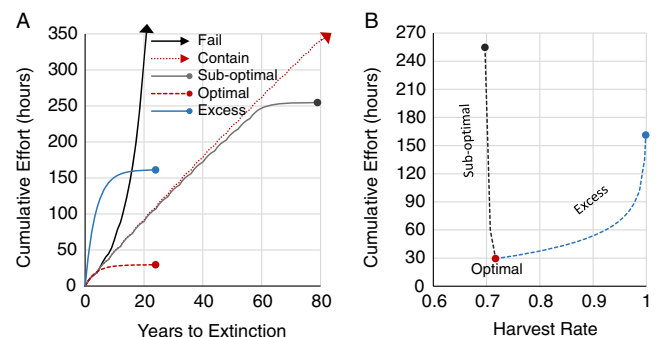 A
Cumulative Effort (hours)
350
300
250
200
150
100
50
0
0
20
40
60
80
Years to Extinction
Fail
Contain
Sub-optimal
Optimal
Excess
B
Cumulative Effort (hours)
270
240
210
180
150
120
90
60
30
0
0.6
0.7
0.8
0.9
1
Harvest Rate
Sub-optimal
Excess
Optimal